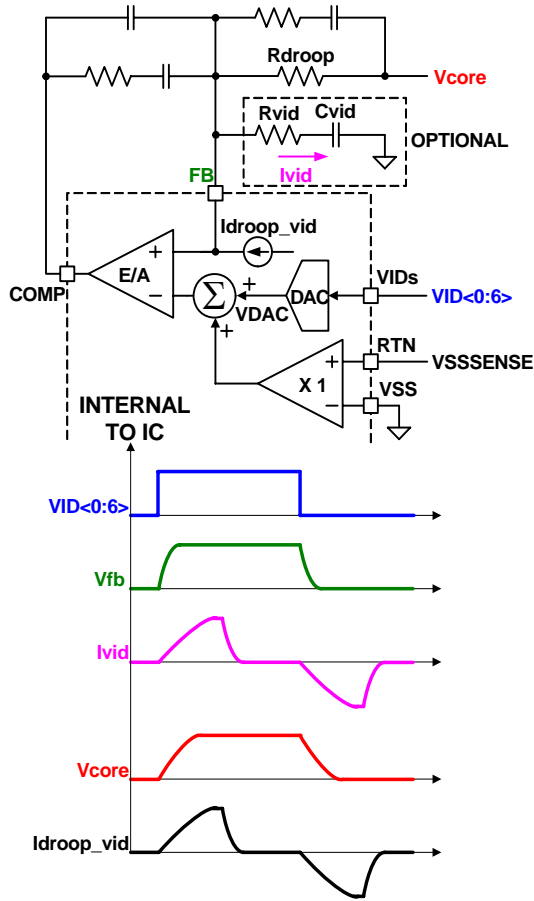 Rdroop
Vcore
Rvid
Cvid
OPTIONAL
Ivid
FB
Idroop_vid
+
E/A
−
COMP
Σ
+
+
VDAC
DAC
VIDs
VID<0:6>
RTN
VSSSENSE
+
X 1
−
VSS
INTERNAL
TO IC
VID<0:6>
Vfb
Ivid
Vcore
Idroop_vid